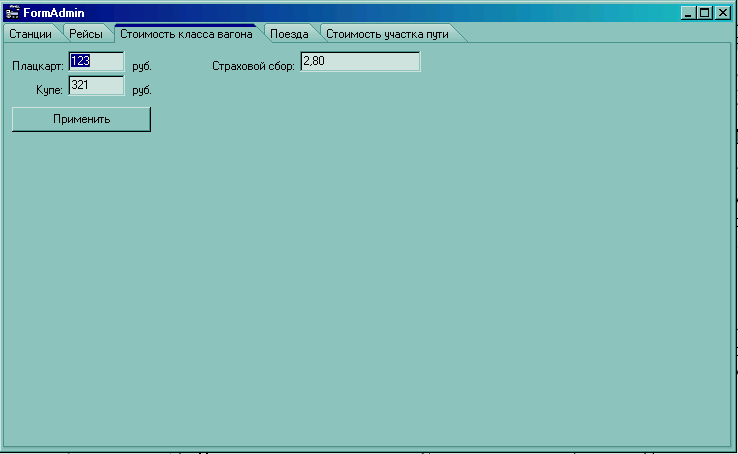 FormAdmin
Станции Рейсы Стоимость класса вагона Поезда Стоимость участка пути
Плацкарт: 123 руб. Страховой сбор: 2,80
Купе: 321 руб.
Применить